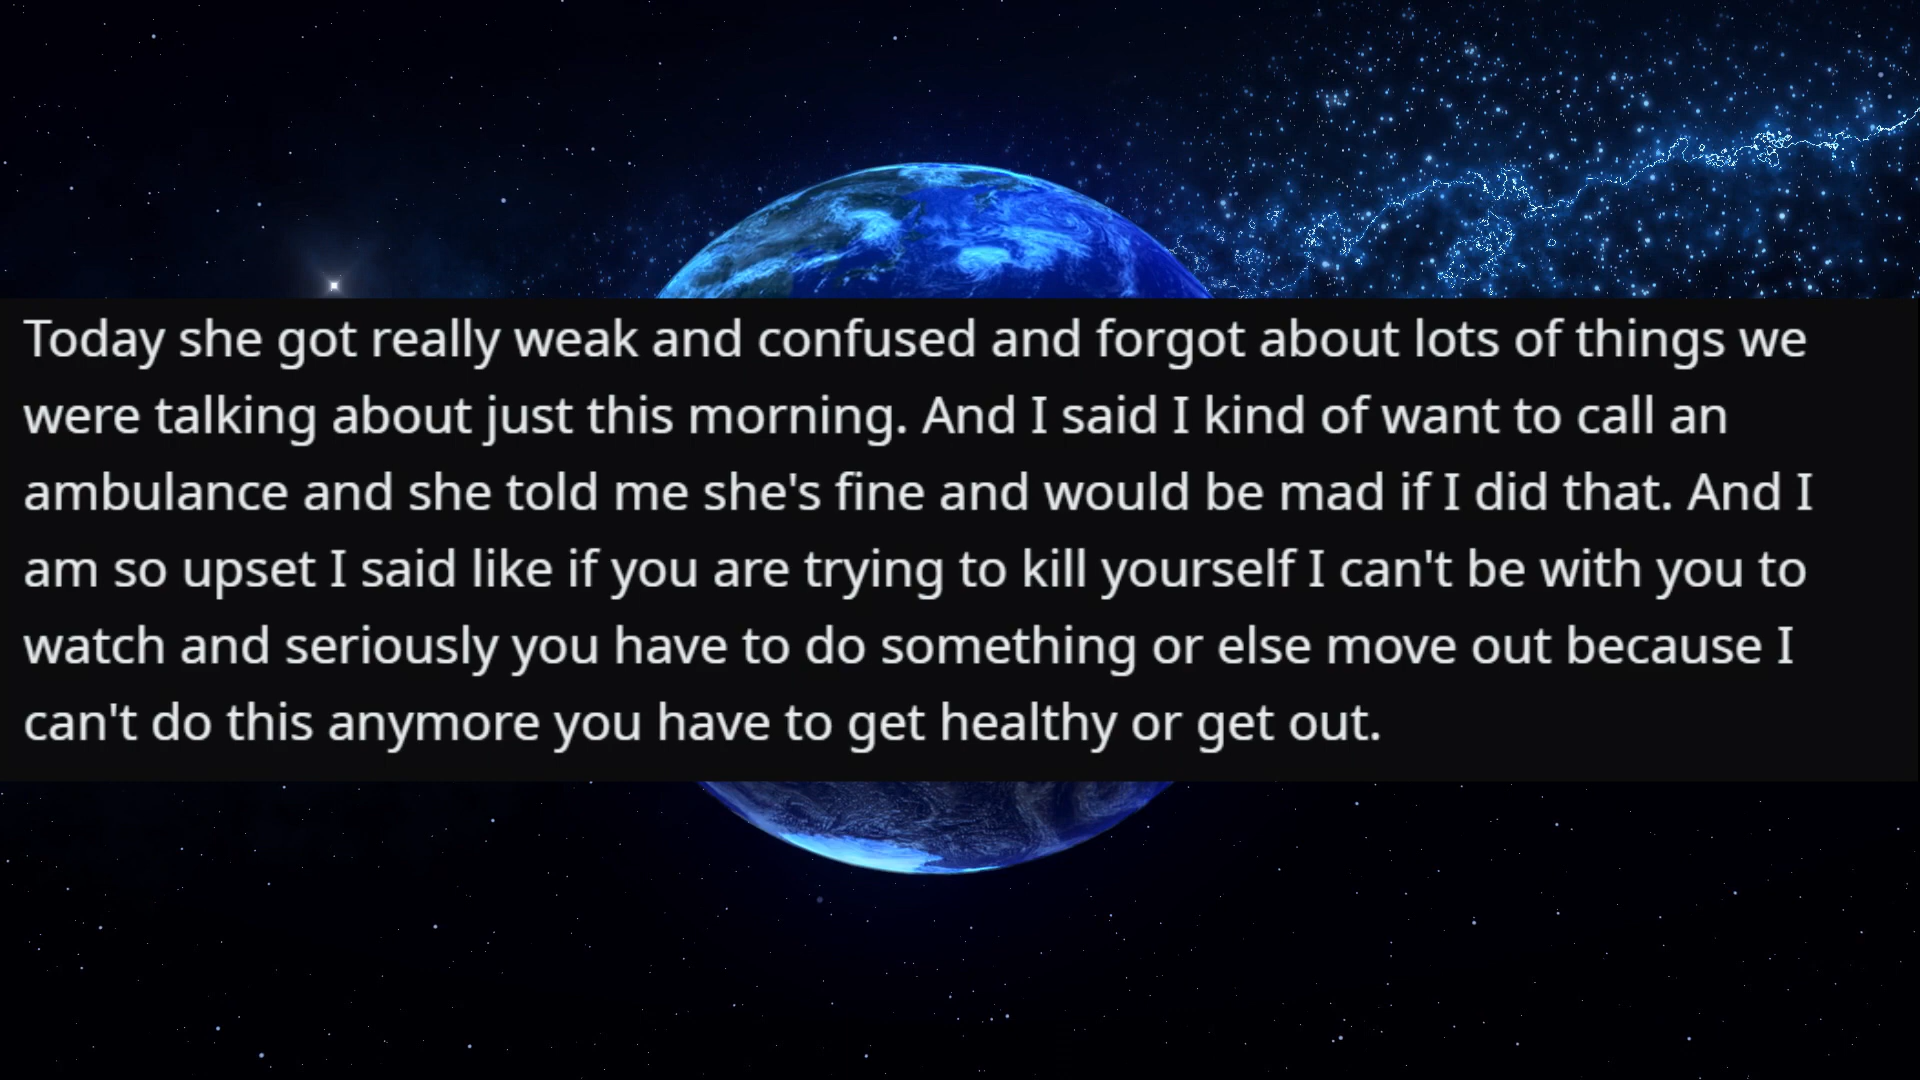 Today she got really weak and confused and forgot about lots of things we
were talking about just this morning. And I said I kind of want to call an
ambulance and she told me she's fine and would be mad if I did that. And I
am so upset I said like if you are trying to kill yourself I can't be with you to
watch and seriously you have to do something or else move out because I
can't do this anymore you have to get healthy or get out.